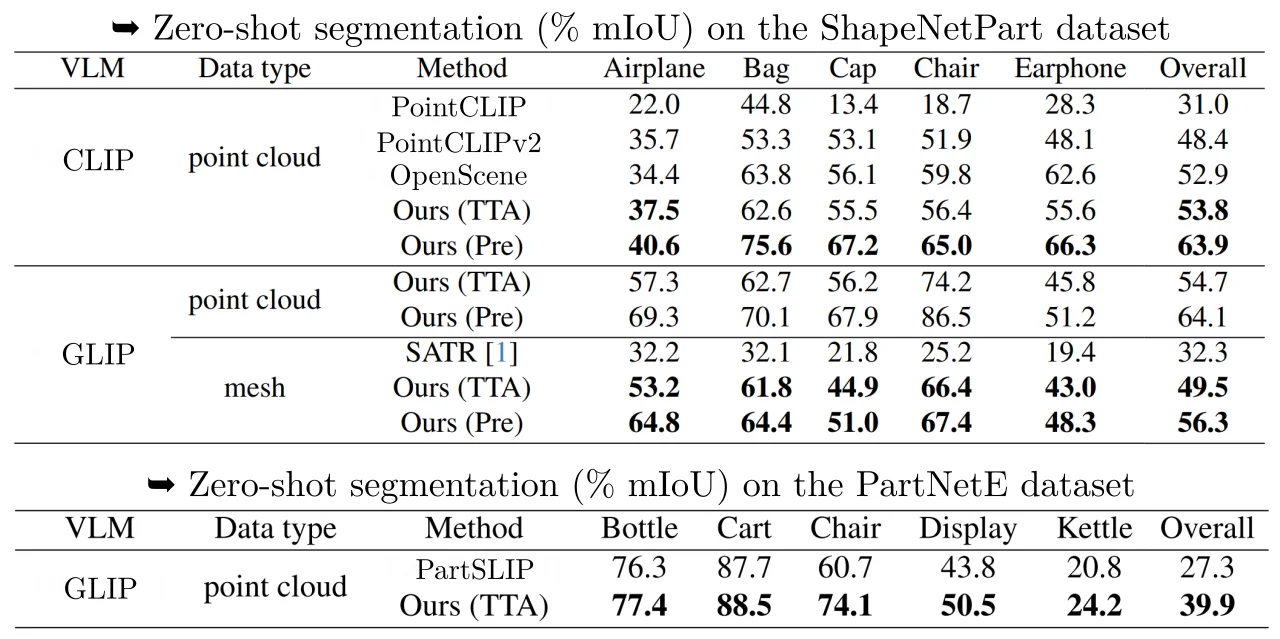 ➥ Zero-shot segmentation (% mIoU) on the ShapeNetPart dataset
VLM Data type Method Airplane Bag Cap Chair Earphone Overall
CLIP point cloud PointCLIP 22.0 44.8 13.4 18.7 28.3 31.0
PointCLIPv2 35.7 53.3 53.1 51.9 48.1 48.4
OpenScene 34.4 63.8 56.1 59.8 62.6 52.9
Ours (TTA) 37.5 62.6 55.5 56.4 55.6 53.8
Ours (Pre) 40.6 75.6 67.2 65.0 66.3 63.9
GLIP point cloud Ours (TTA) 57.3 62.7 56.2 74.2 45.8 54.7
Ours (Pre) 69.3 70.1 67.9 86.5 51.2 64.1
mesh SATR [1] 32.2 32.1 21.8 25.2 19.4 32.3
Ours (TTA) 53.2 61.8 44.9 66.4 43.0 49.5
Ours (Pre) 64.8 64.4 51.0 67.4 48.3 56.3
➥ Zero-shot segmentation (% mIoU) on the PartNetE dataset
VLM Data type Method Bottle Cart Chair Display Kettle Overall
GLIP point cloud PartSLIP 76.3 87.7 60.7 43.8 20.8 27.3
Ours (TTA) 77.4 88.5 74.1 50.5 24.2 39.9